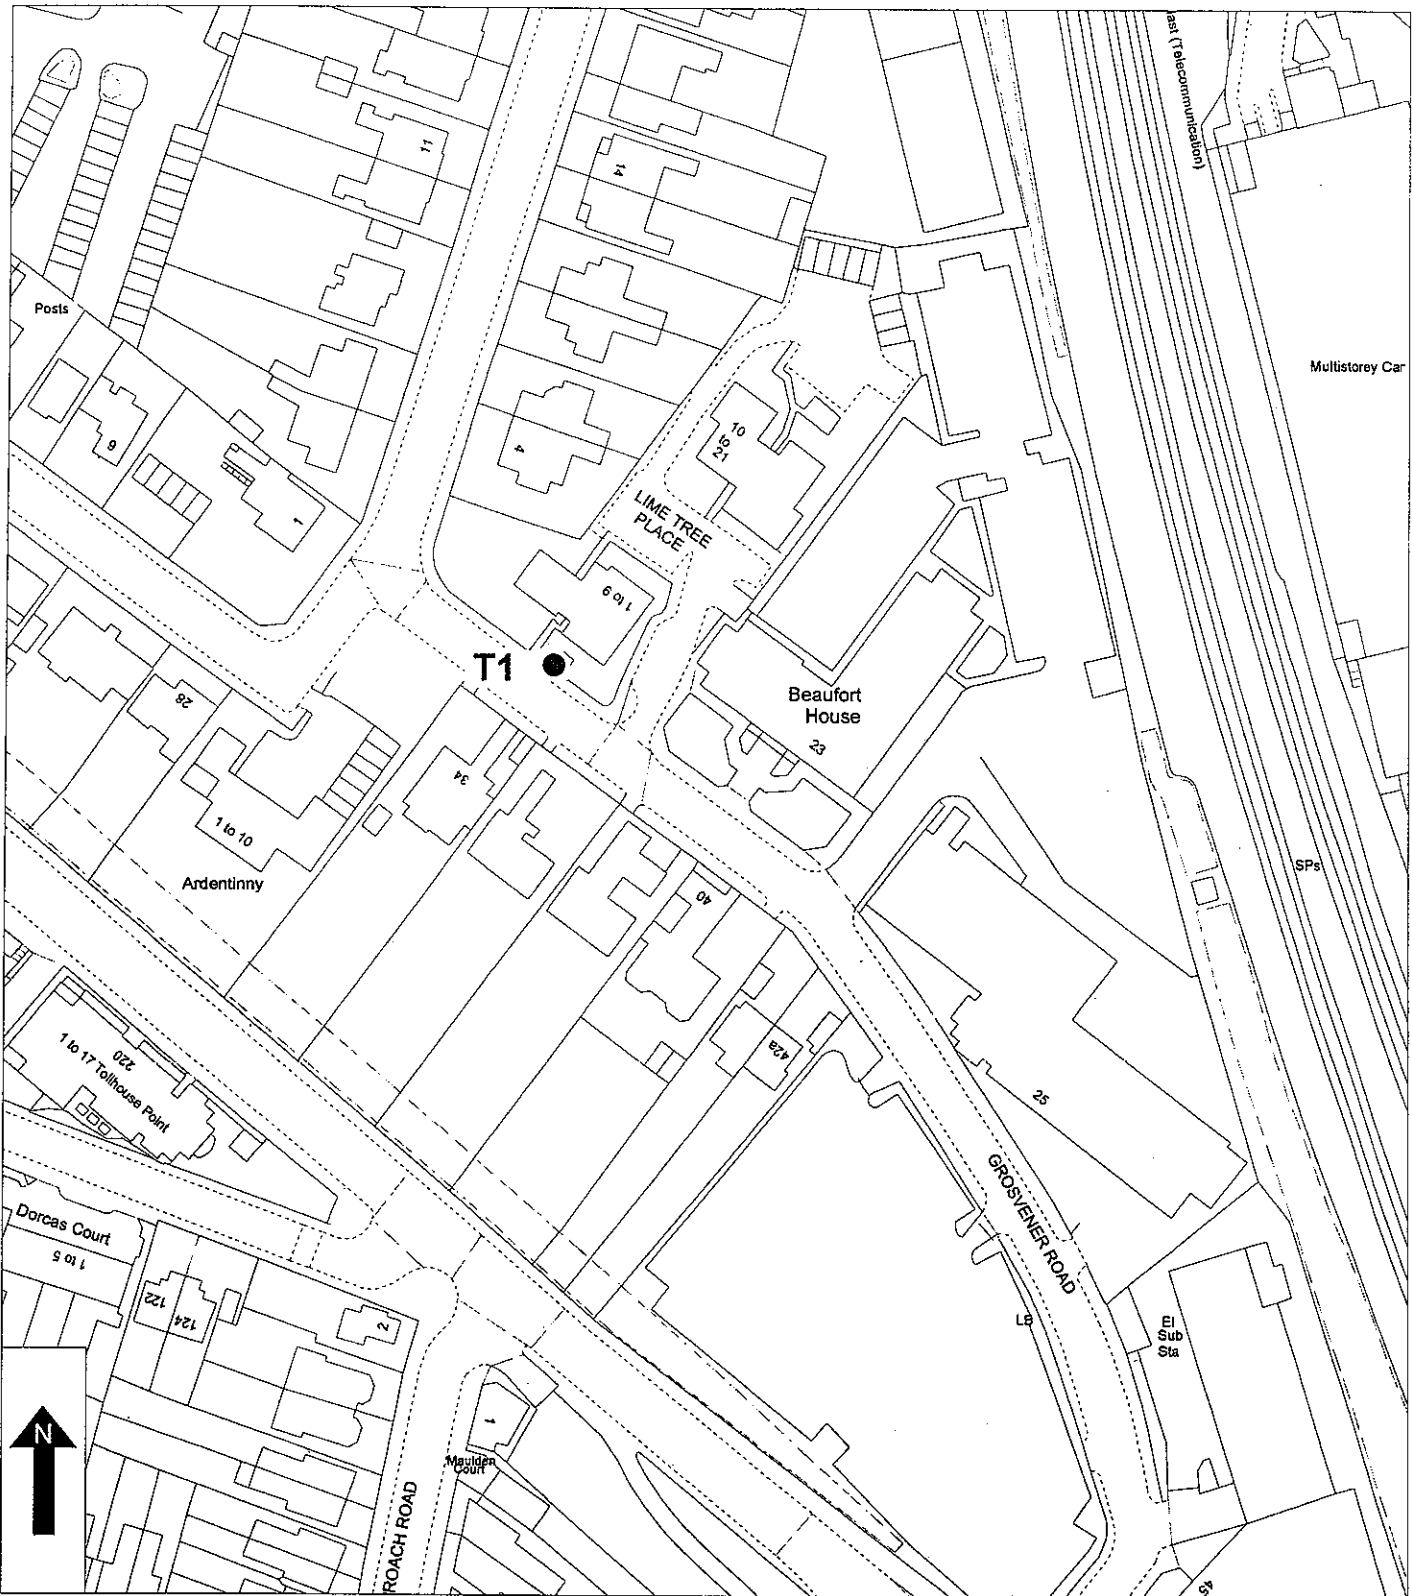 ast (Telecommunication)
11
14
Posts
Multistorey Car
9
4
10
to
21
1
LIME TREE
PLACE
1 to 9
T1
Beaufort
House
23
28
34
1 to 10
Ardentinny
SPs
40
42a
220
1 to 17 Tollhouse Point
25
GROSVENER ROAD
Dorcas Court
1 to 5
122
124
2
LB
El
Sub
Sta
N
1
Maulden
Court
ROACH ROAD
45